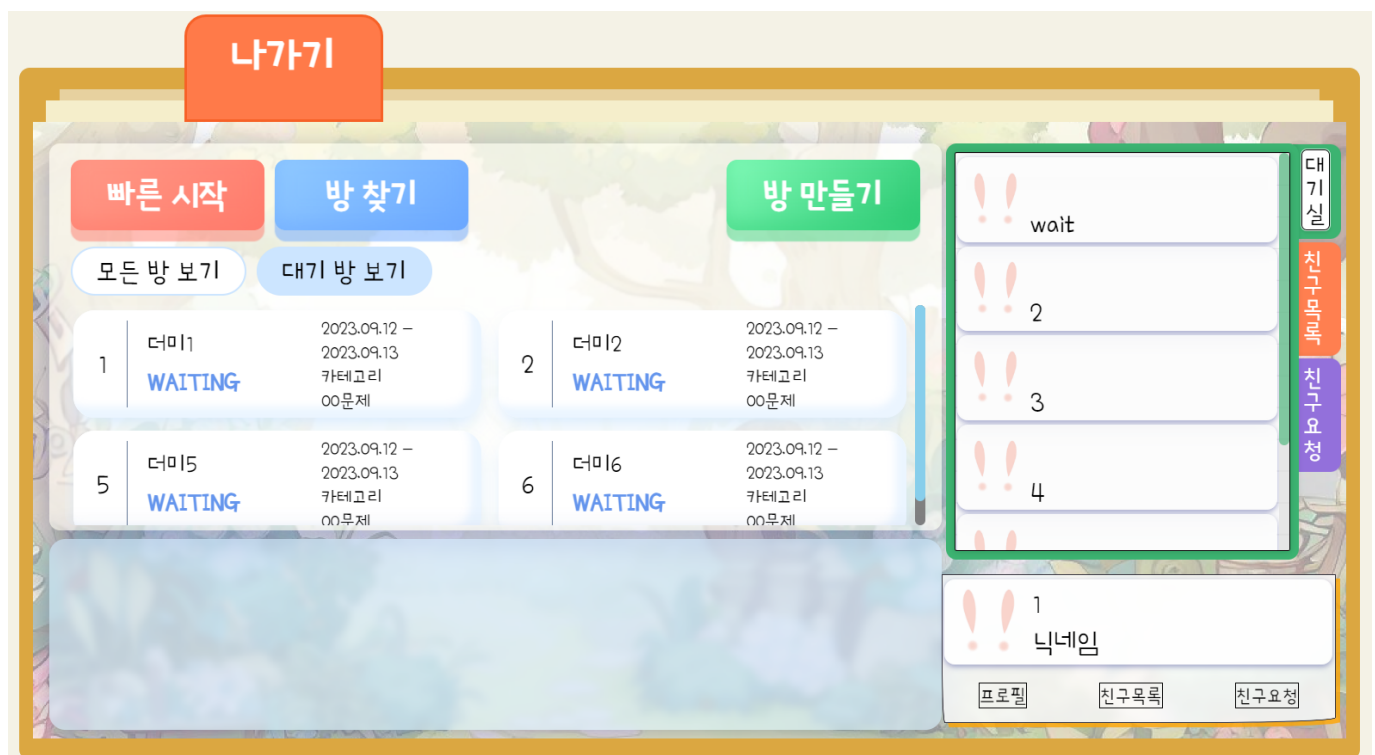 나가기
빠른 시작
방 찾기
방 만들기
모든 방 보기
대기 방 보기
1
더미1
WAITING
2023.09.12 –
2023.09.13
카테고리
00문제
2
더미2
WAITING
2023.09.12 –
2023.09.13
카테고리
00문제
5
더미5
WAITING
2023.09.12 –
2023.09.13
카테고리
00문제
6
더미6
WAITING
2023.09.12 –
2023.09.13
카테고리
00문제
wait
2
3
4
대기실
친구목록
친구요청
1
닉네임
프로필
친구목록
친구요청